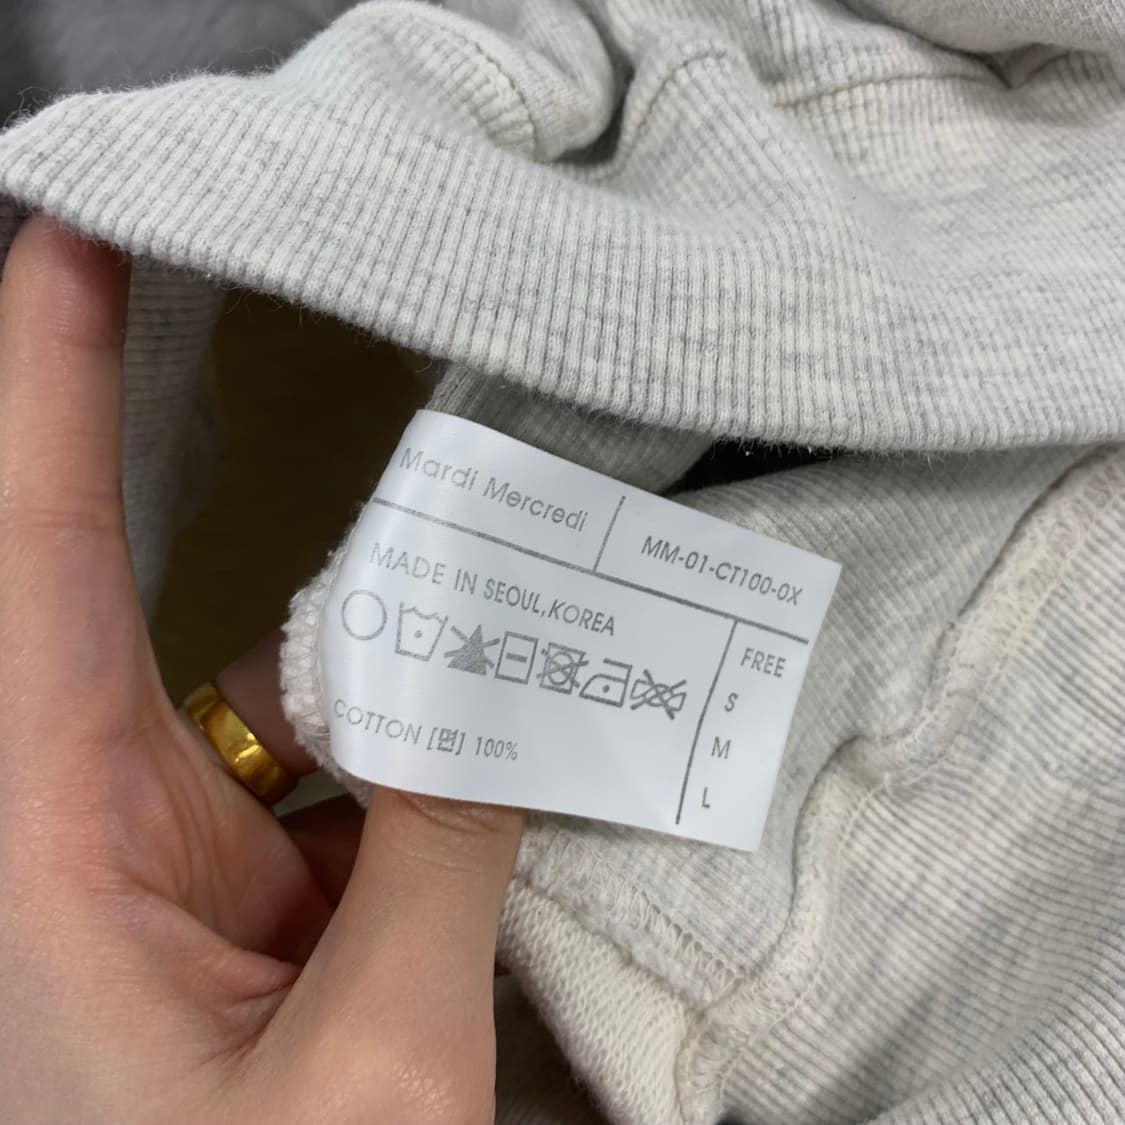 Mardi Mercredi
MM-01-CT100-0X
MADE IN SEOUL,KOREA
COTTON [면] 100%
FREE
S
M
L